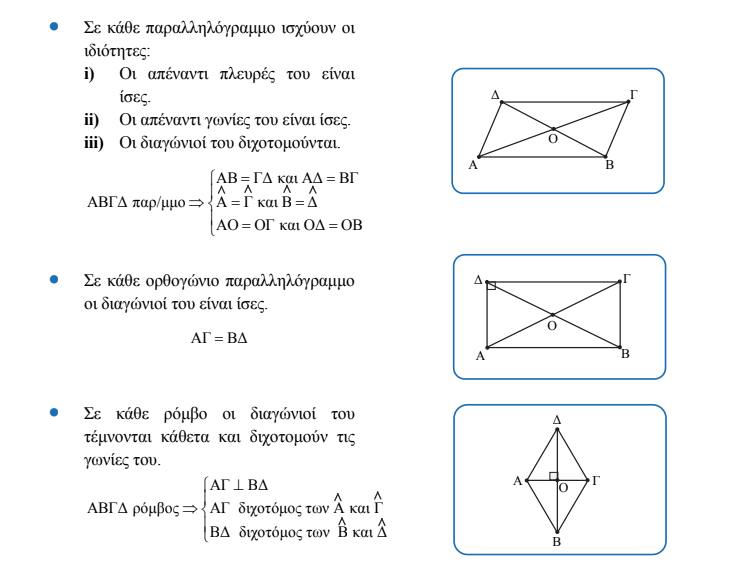 • Σε κάθε παραλληλόγραμμο ισχύουν οι
ιδιότητες:
i) Οι απέναντι πλευρές του είναι
ίσες.
ii) Οι απέναντι γωνίες του είναι ίσες.
iii) Οι διαγώνιοί του διχοτομούνται.
ΑΒΓΔ παρ/μμο ⇒ { ΑΒ = ΓΔ και ΑΔ = ΒΓ
Â = Γ̂ και Β̂ = Δ̂
ΑΟ = ΟΓ και ΟΔ = ΟΒ
Δ Γ
Ο
Α Β
• Σε κάθε ορθογώνιο παραλληλόγραμμο
οι διαγώνιοί του είναι ίσες.
ΑΓ = ΒΔ
Δ Γ
Ο
Α Β
• Σε κάθε ρόμβο οι διαγώνιοί του
τέμνονται κάθετα και διχοτομούν τις
γωνίες του.
ΑΒΓΔ ρόμβος ⇒ { ΑΓ ⊥ ΒΔ
ΑΓ διχοτόμος των Α̂ και Γ̂
ΒΔ διχοτόμος των Β̂ και Δ̂
Δ
Α Ο Γ
Β